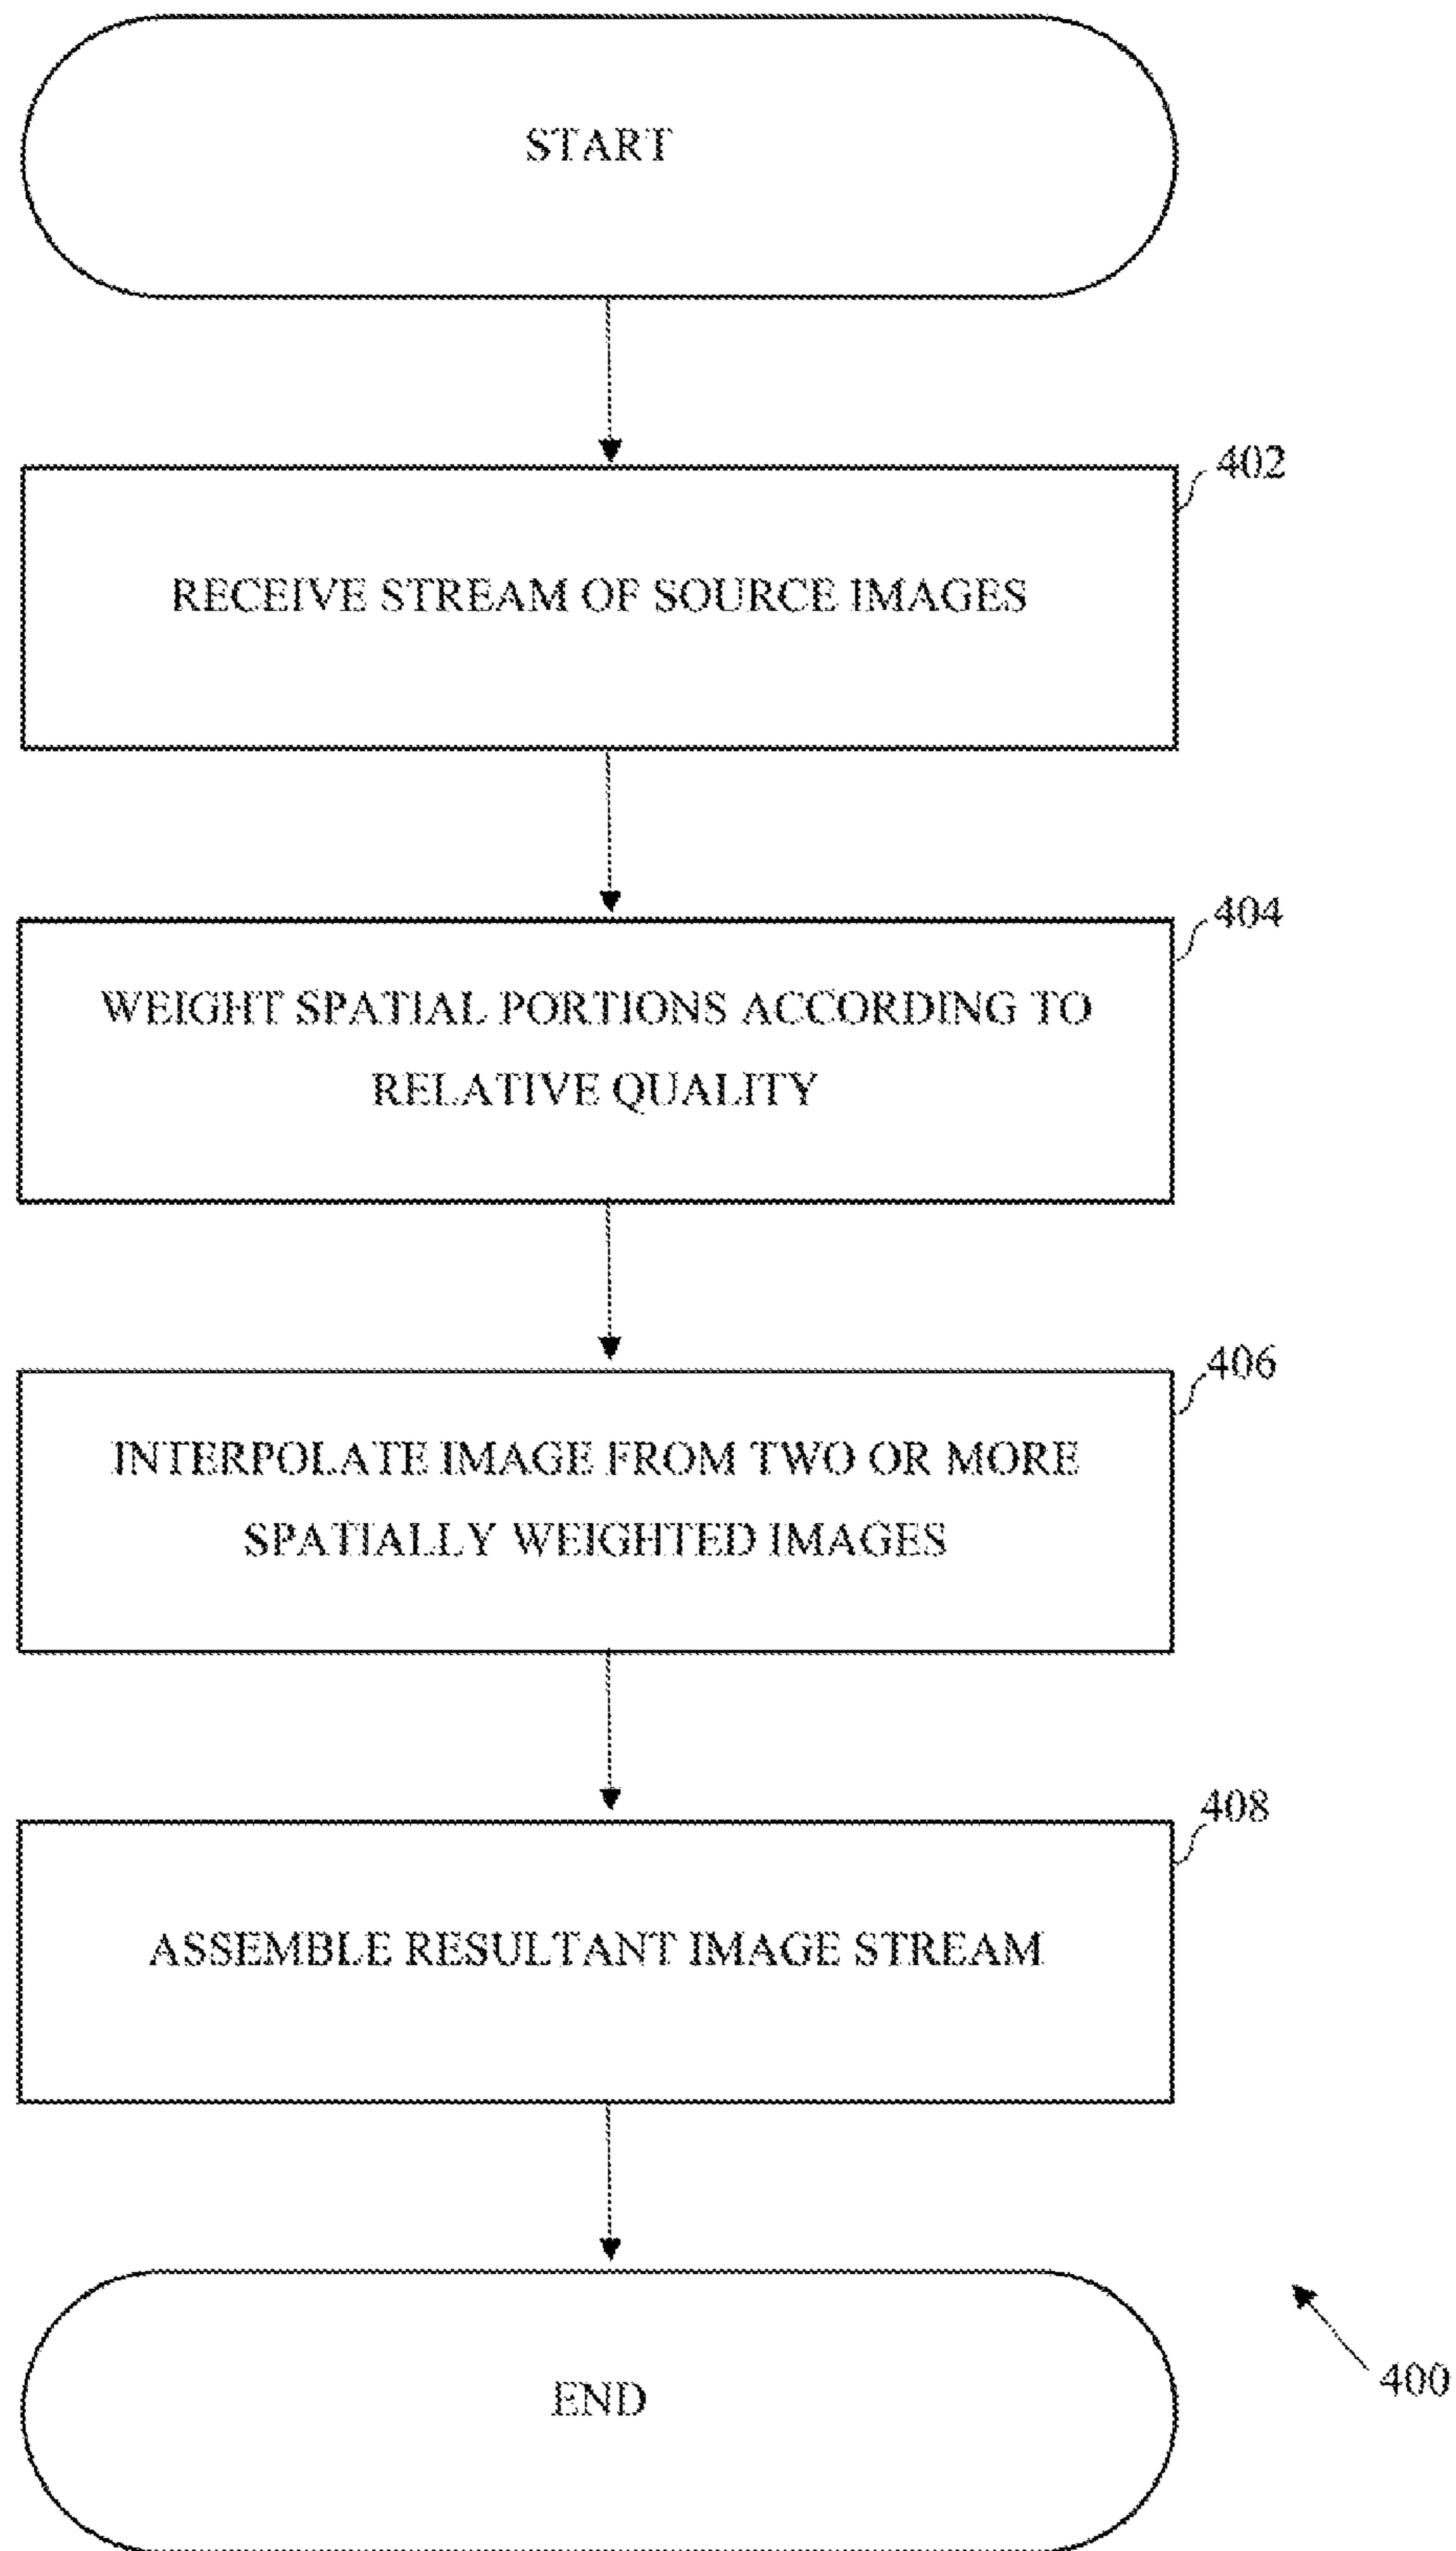 START
402
RECEIVE STREAM OF SOURCE IMAGES
404
WEIGHT SPATIAL PORTIONS ACCORDING TO
RELATIVE QUALITY
406
INTERPOLATE IMAGE FROM TWO OR MORE
SPATIALLY WEIGHTED IMAGES
408
ASSEMBLE RESULTANT IMAGE STREAM
END
400